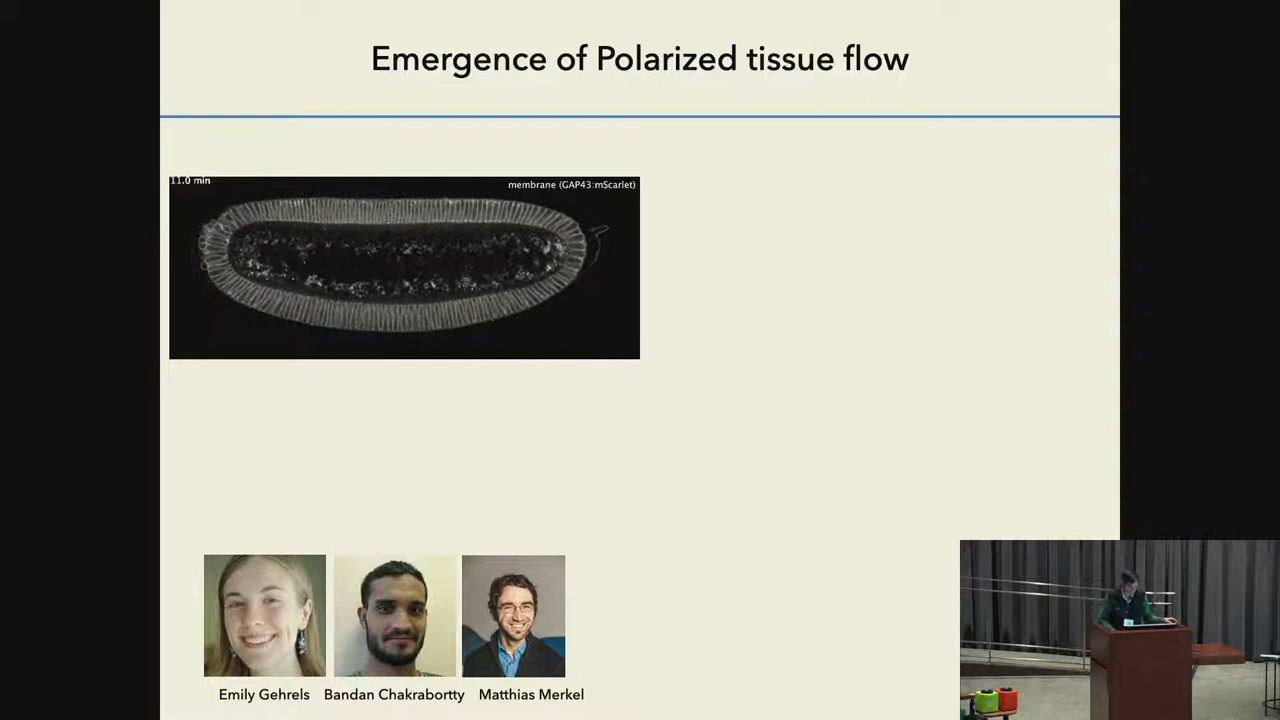 Emergence of Polarized tissue flow
11.0 min
membrane (GAP43:mScarlet)
Emily Gehrels
Bandan Chakrabortty
Matthias Merkel